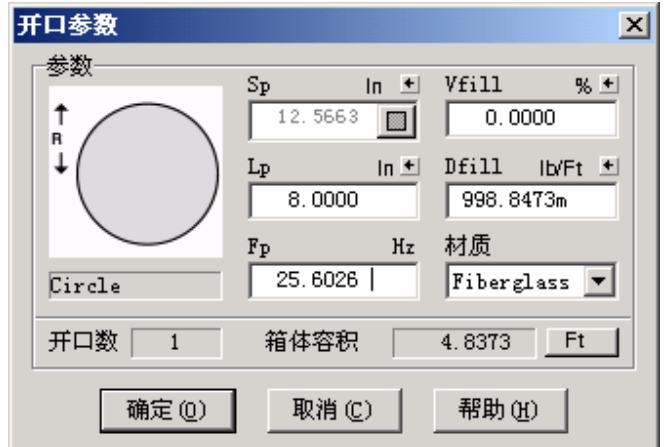 开口参数
参数
R
Circle
Sp In
12.5663
Lp In
8.0000
Fp Hz
25.6026
Vfill %
0.0000
Dfill lb/Ft
998.8473m
材质
Fiberglass
开口数 1 箱体容积 4.8373 Ft
确定(O) 取消(C) 帮助(H)